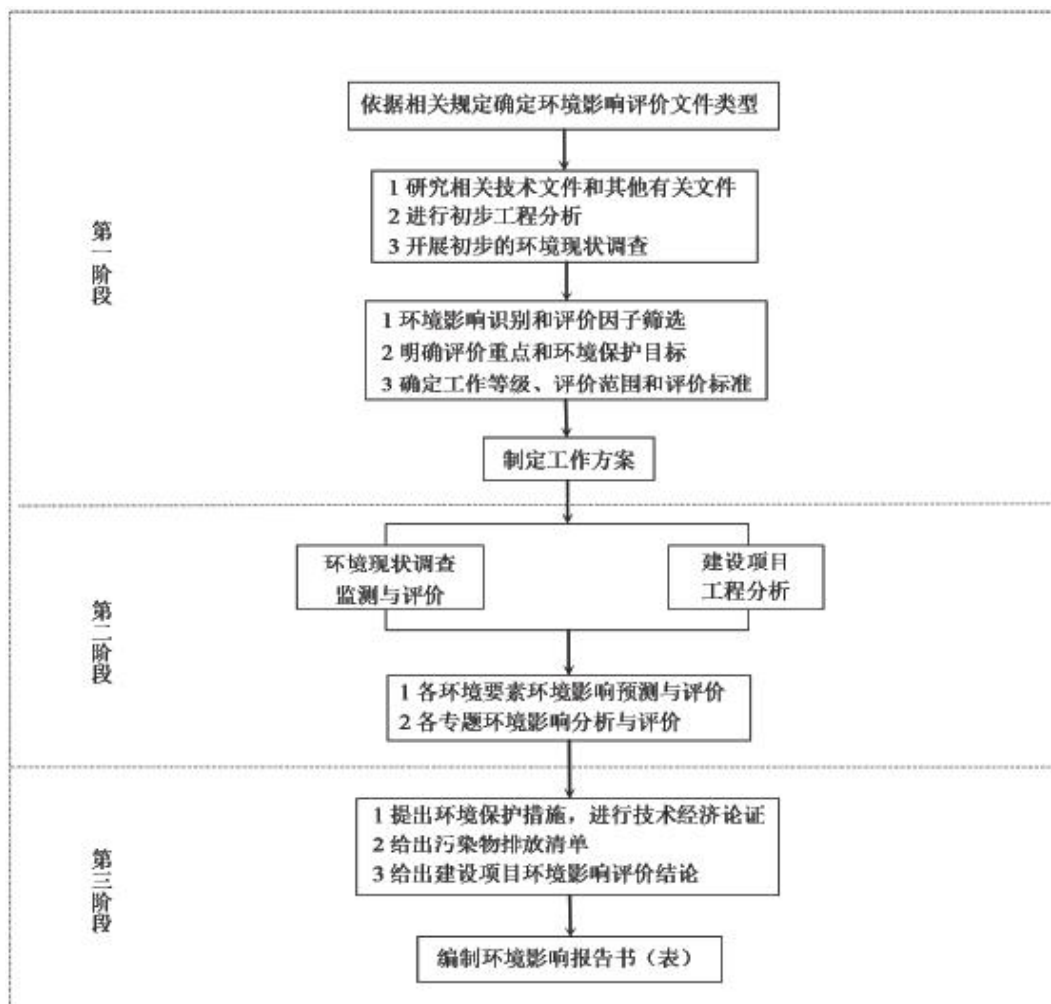 依据相关规定确定环境影响评价文件类型
1 研究相关技术文件和其他有关文件
2 进行初步工程分析
3 开展初步的环境现状调查
第一阶段
1 环境影响识别和评价因子筛选
2 明确评价重点和环境保护目标
3 确定工作等级、评价范围和评价标准
制定工作方案
环境现状调查
监测与评价
建设项目
工程分析
第二阶段
1 各环境要素环境影响预测与评价
2 各专题环境影响分析与评价
1 提出环境保护措施，进行技术经济论证
2 给出污染物排放清单
3 给出建设项目环境影响评价结论
第三阶段
编制环境影响报告书（表）